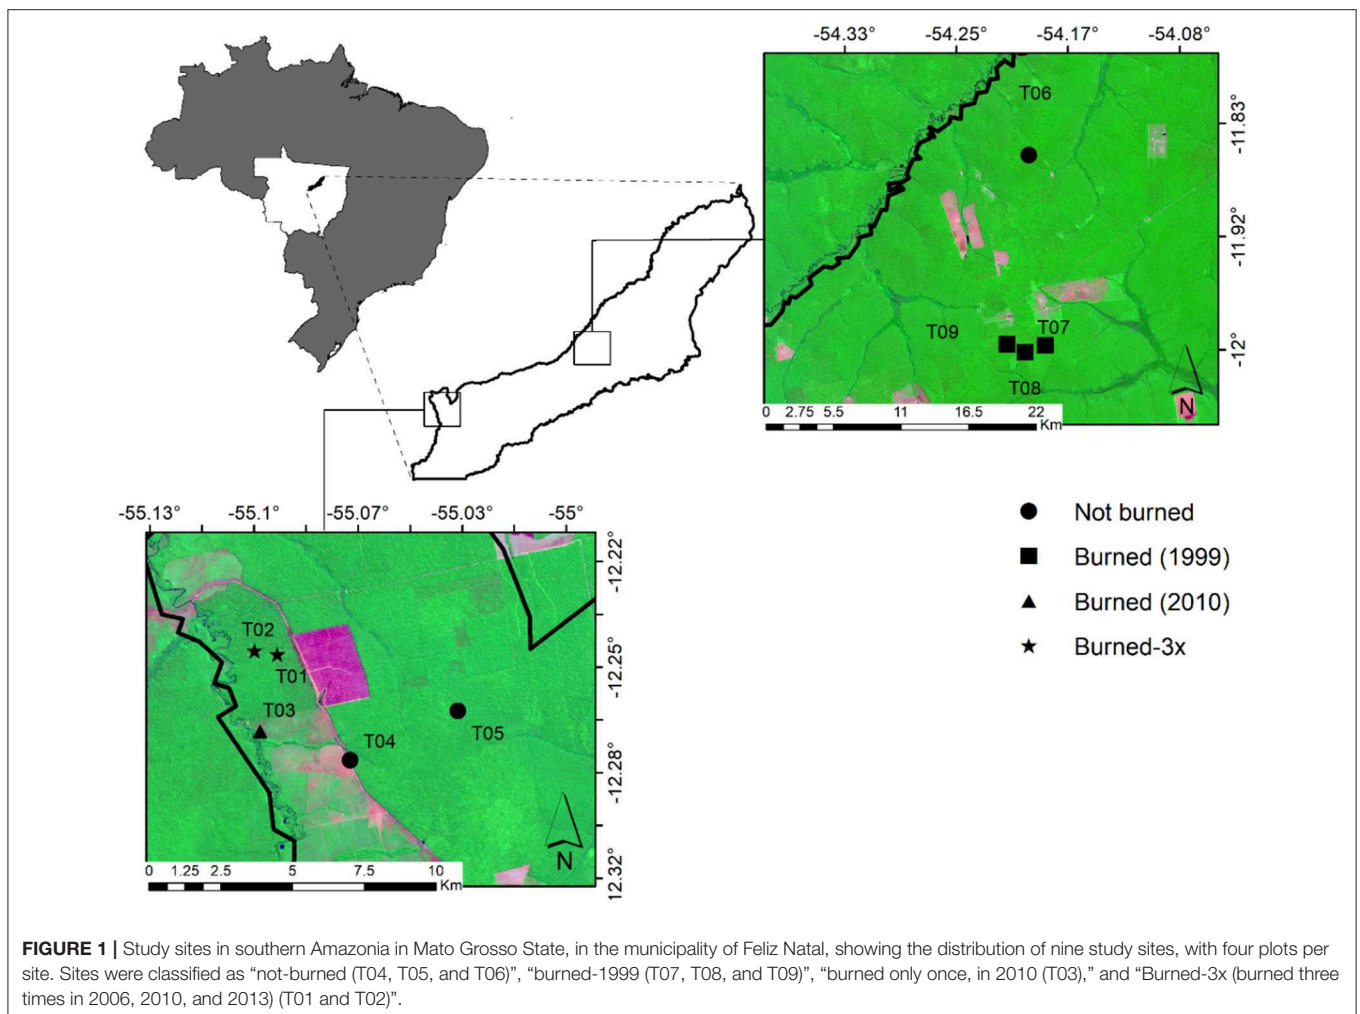 -54.33° -54.25° -54.17° -54.08°
T06
-11.83°
-11.92°
T09 T07
-12°
T08
N
0 2.75 5.5 11 16.5 22
Km
-55.13° -55.1° -55.07° -55.03° -55°
-12.22°
T02
T01
-12.25°
T03
T04 T05
-12.28°
N
-12.32°
0 1.25 2.5 5 7.5 10
Km
Not burned
Burned (1999)
Burned (2010)
Burned-3x
FIGURE 1 | Study sites in southern Amazonia in Mato Grosso State, in the municipality of Feliz Natal, showing the distribution of nine study sites, with four plots per
site. Sites were classified as “not-burned (T04, T05, and T06)”, “burned-1999 (T07, T08, and T09)”, “burned only once, in 2010 (T03),” and “Burned-3x (burned three
times in 2006, 2010, and 2013) (T01 and T02)”.